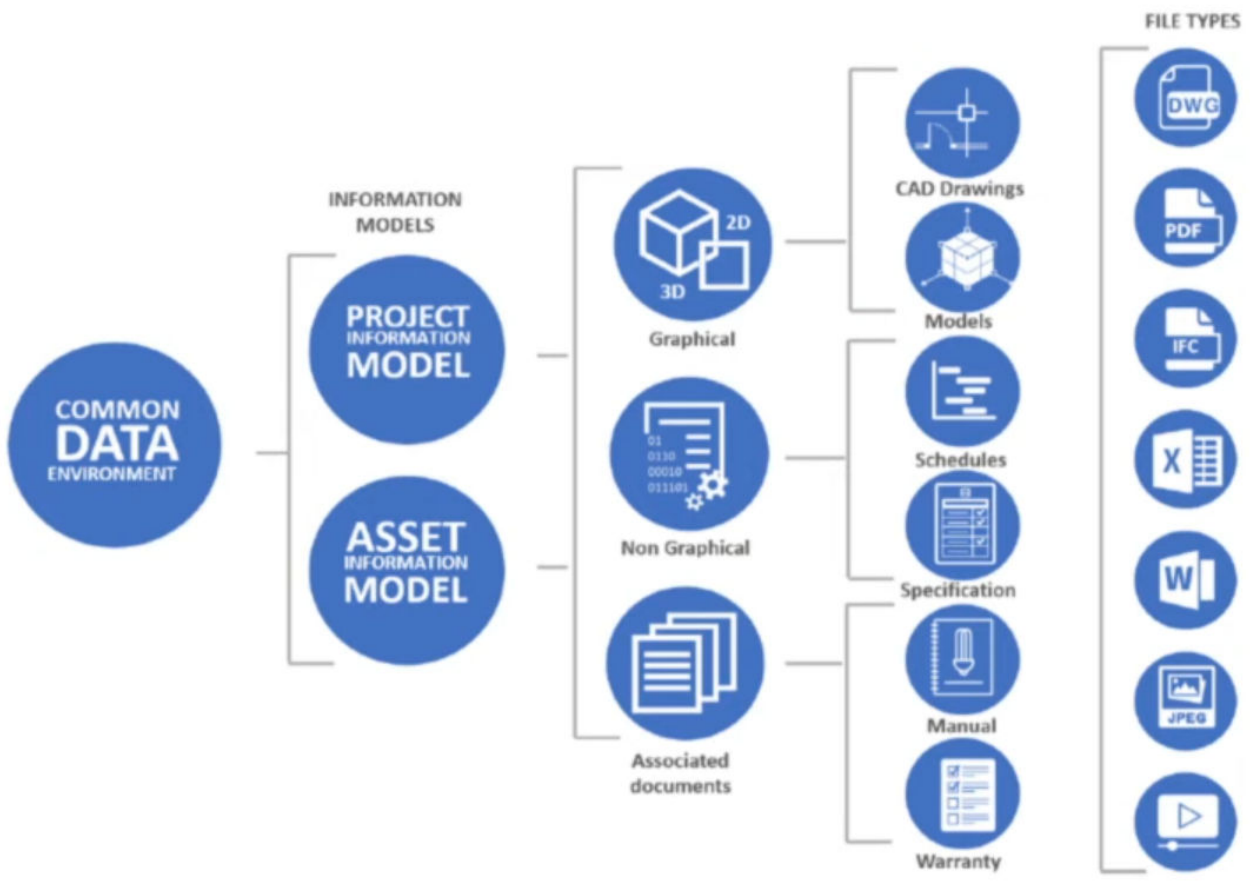 FILE TYPES
DWG
PDF
IFC
X
W
JPEG
CAD Drawings
Models
Schedules
Specification
Manual
Warranty
2D
3D
Graphical
01
0110
00010
011101
Non Graphical
Associated
documents
INFORMATION
MODELS
PROJECT
INFORMATION
MODEL
ASSET
INFORMATION
MODEL
COMMON
DATA
ENVIRONMENT